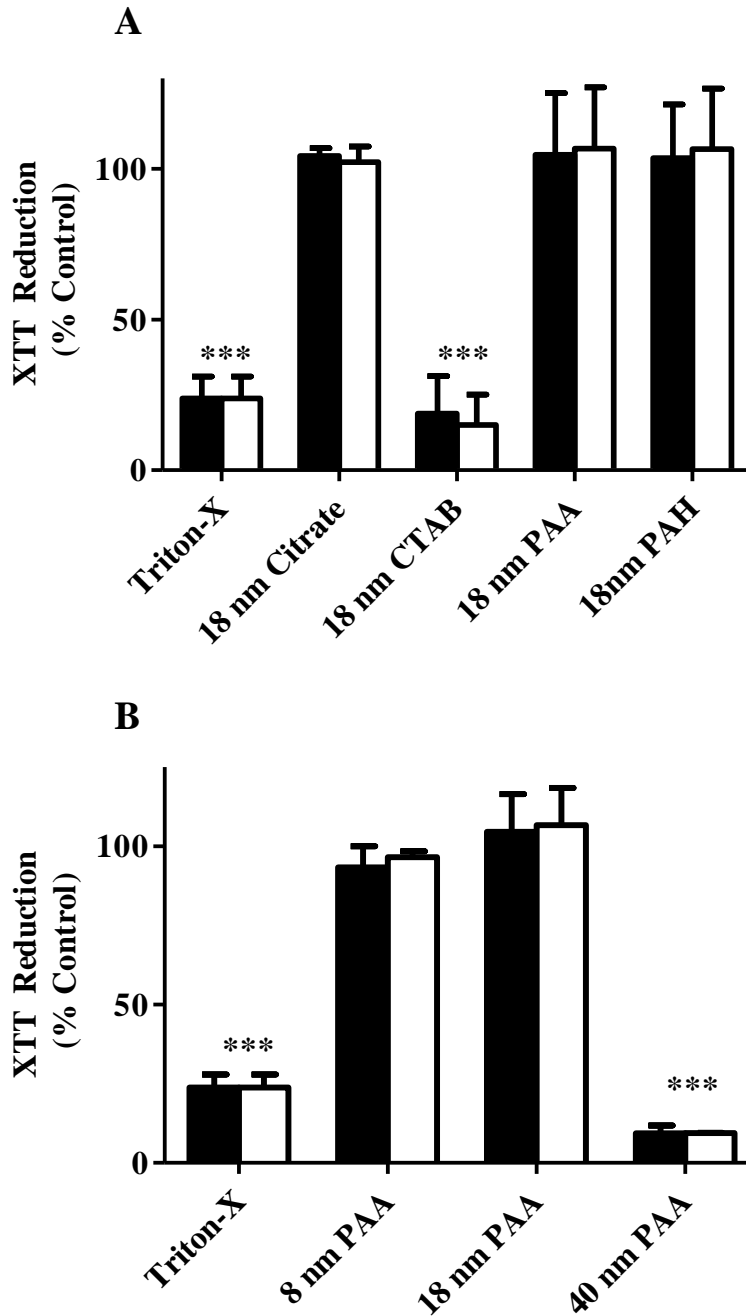 A
XTT Reduction
(% Control)
100
50
0
***
***
Triton-X
18 nm Citrate
18 nm CTAB
18 nm PAA
18nm PAH
B
XTT Reduction
(% Control)
100
50
0
***
***
Triton-X
8 nm PAA
18 nm PAA
40 nm PAA